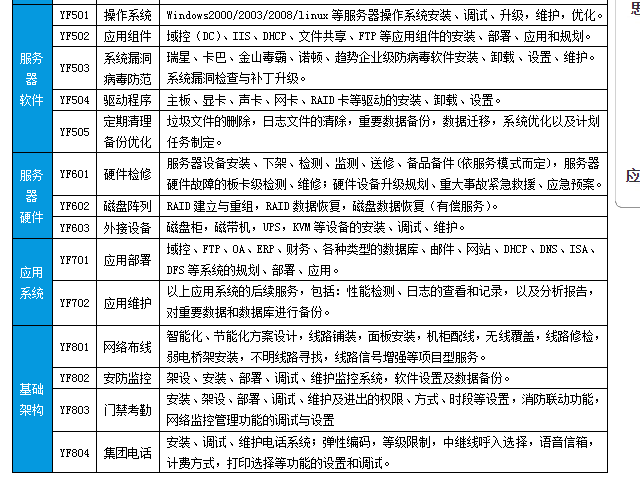 YF501 操作系统 Windows2000/2003/2008/linux等服务器操作系统安装、调试、升级，维护，优化。
YF502 应用组件 域控（DC）、IIS、DHCP、文件共享、FTP等应用组件的安装、部署、应用和规划。
服务器软件
YF503 系统漏洞病毒防范 瑞星、卡巴、金山毒霸、诺顿、趋势企业级防病毒软件安装、卸载、设置、维护。
系统漏洞检查与补丁升级。
YF504 驱动程序 主板、显卡、声卡、网卡、RAID卡等驱动的安装、卸载、设置。
YF505 定期清理备份优化 垃圾文件的删除，日志文件的清除，重要数据备份，数据迁移，系统优化以及计划
任务制定。
服务器硬件
YF601 硬件检修 服务器设备安装、下架、检测、监测、送修、备品备件(依服务模式而定)，服务器
硬件故障的板卡级检测、维修；硬件设备升级规划、重大事故紧急救援、应急预案。
YF602 磁盘阵列 RAID建立与重组，RAID数据恢复，磁盘数据恢复（有偿服务）。
YF603 外接设备 磁盘柜，磁带机，UPS，KVM等设备的安装、调试、维护。
应用系统
YF701 应用部署 域控、FTP、OA、ERP、财务、各种类型的数据库、邮件、网站、DHCP、DNS、ISA、
DFS等系统的规划、部署、应用。
YF702 应用维护 以上应用系统的后续服务，包括：性能检测、日志的查看和记录，以及分析报告，
对重要数据和数据库进行备份。
基础架构
YF801 网络布线 智能化、节能化方案设计，线路铺装，面板安装，机柜配线，无线覆盖，线路修检，
弱电桥架安装，不明线路寻找，线路信号增强等项目型服务。
YF802 安防监控 架设、安装、部署、调试、维护监控系统，软件设置及数据备份。
YF803 门禁考勤 安装、架设、部署、调试、维护及进出的权限、方式、时段等设置，消防联动功能，
网络监控管理功能的调试与设置
YF804 集团电话 安装、调试、维护电话系统；弹性编码，等级限制，中继线呼入选择，语音信箱，
计费方式，打印选择等功能的设置和调试。